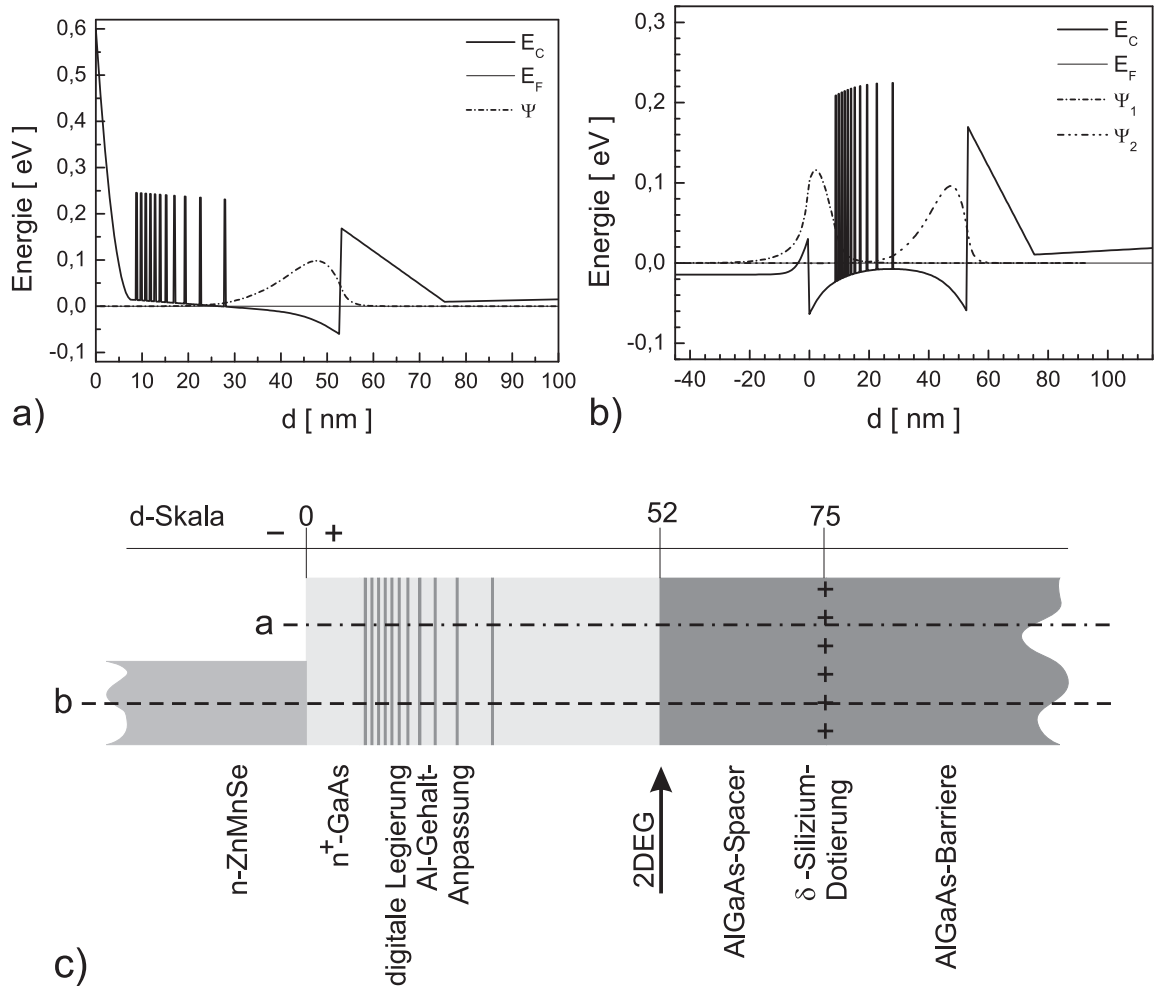 0,6
0,5
0,4
0,3
0,2
0,1
0,0
-0,1
Energie [ eV ]
E_C
E_F
Ψ
0 10 20 30 40 50 60 70 80 90 100
d [ nm ]
a)
0,3
0,2
0,1
0,0
-0,1
Energie [ eV ]
E_C
E_F
Ψ_1
Ψ_2
-40 -20 0 20 40 60 80 100
d [ nm ]
b)
d-Skala
0
52
75
− +
a
b
+
+
+
+
+
+
n-ZnMnSe
n⁺-GaAs
digitale Legierung
Al-Gehalt-
Anpassung
2DEG
AlGaAs-Spacer
δ-Silizium-
Dotierung
AlGaAs-Barriere
c)